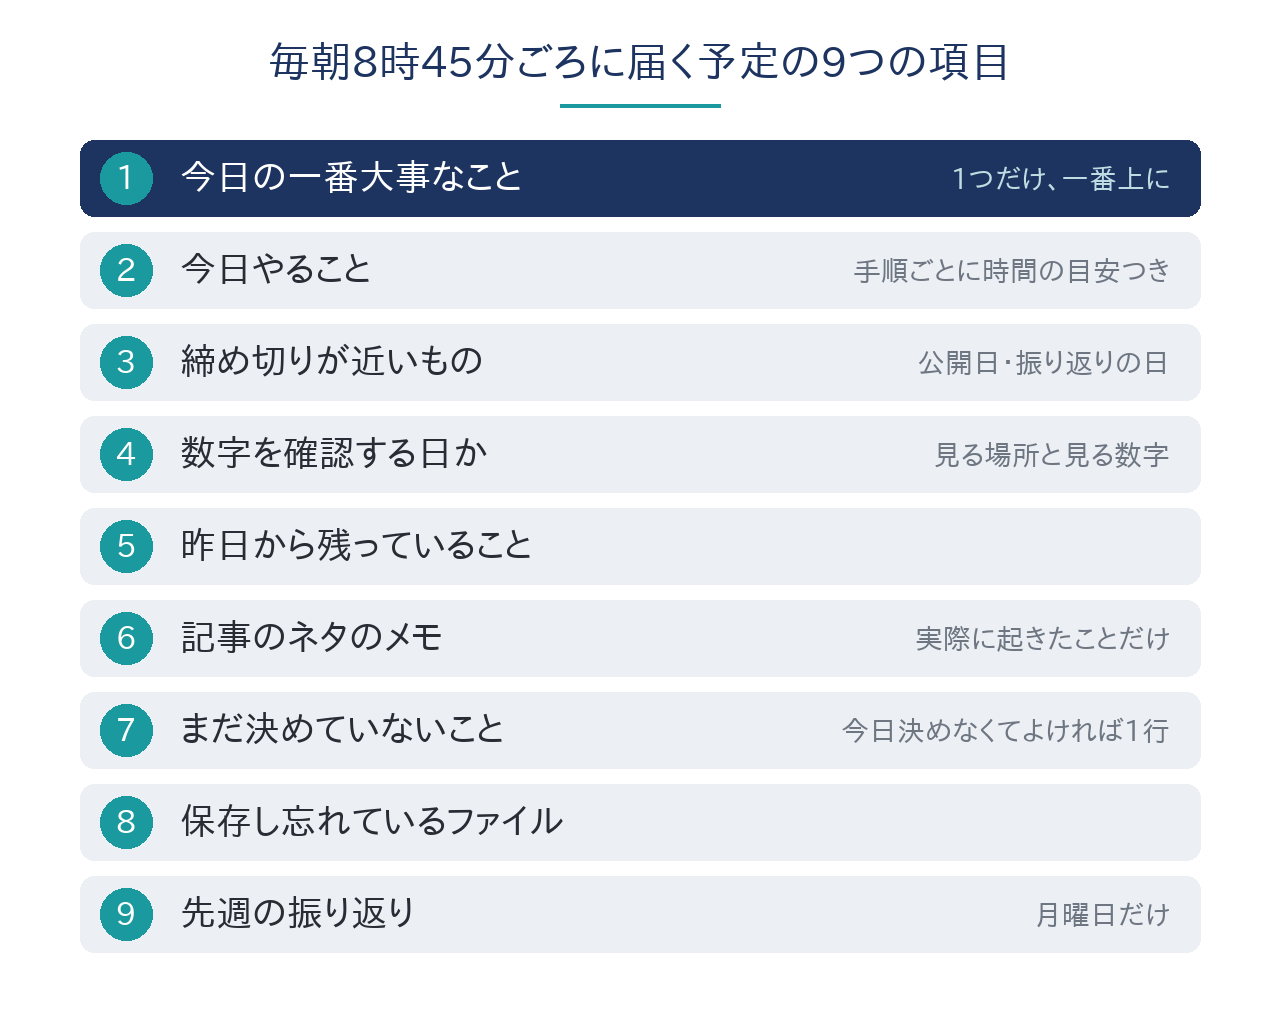 毎朝8時45分ごろに届く予定の9つの項目
1 今日の一番大事なこと 1つだけ、一番上に
2 今日やること 手順ごとに時間の目安つき
3 締め切りが近いもの 公開日・振り返りの日
4 数字を確認する日か 見る場所と見る数字
5 昨日から残っていること
6 記事のネタのメモ 実際に起きたことだけ
7 まだ決めていないこと 今日決めなくてよければ1行
8 保存し忘れているファイル
9 先週の振り返り 月曜日だけ